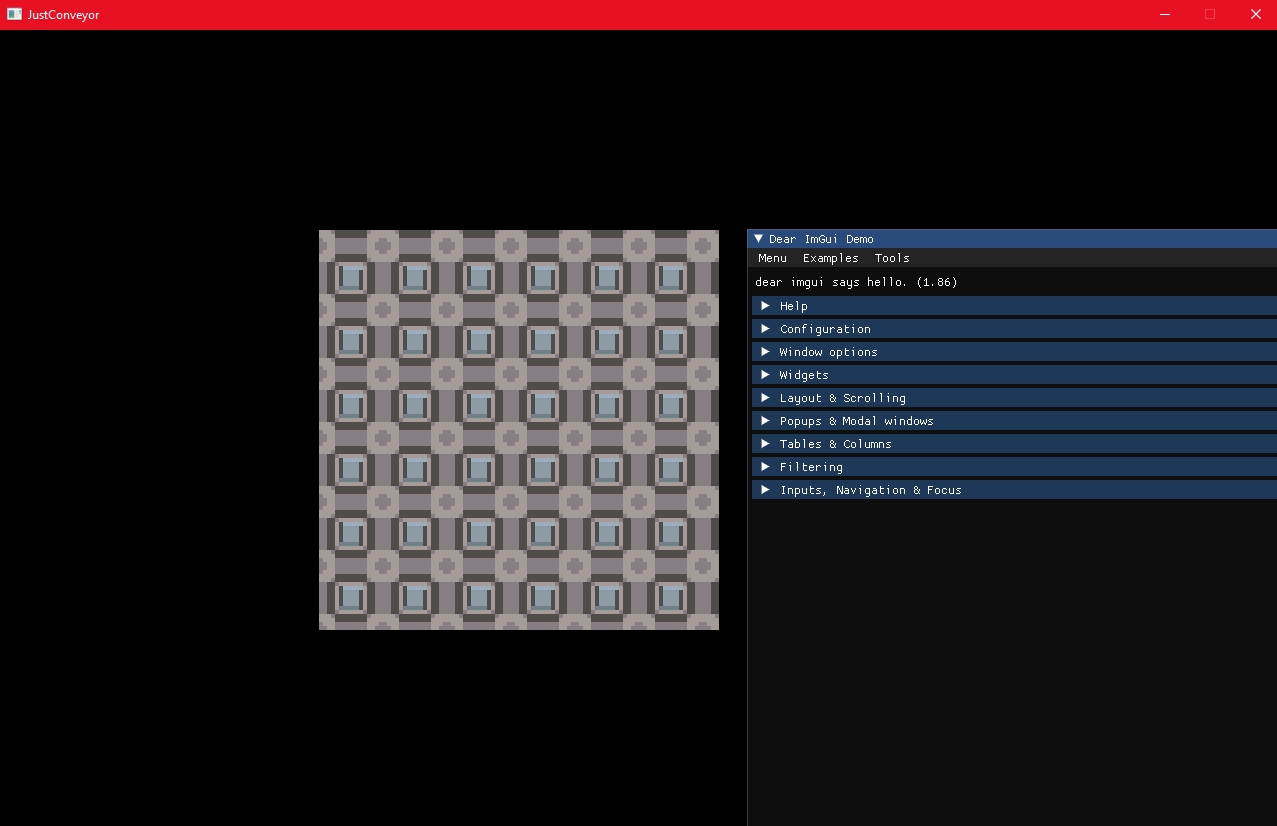 JustConveyor
Dear ImGui Demo
Menu Examples Tools
dear imgui says hello. (1.86)
Help
Configuration
Window options
Widgets
Layout & Scrolling
Popups & Modal windows
Tables & Columns
Filtering
Inputs, Navigation & Focus